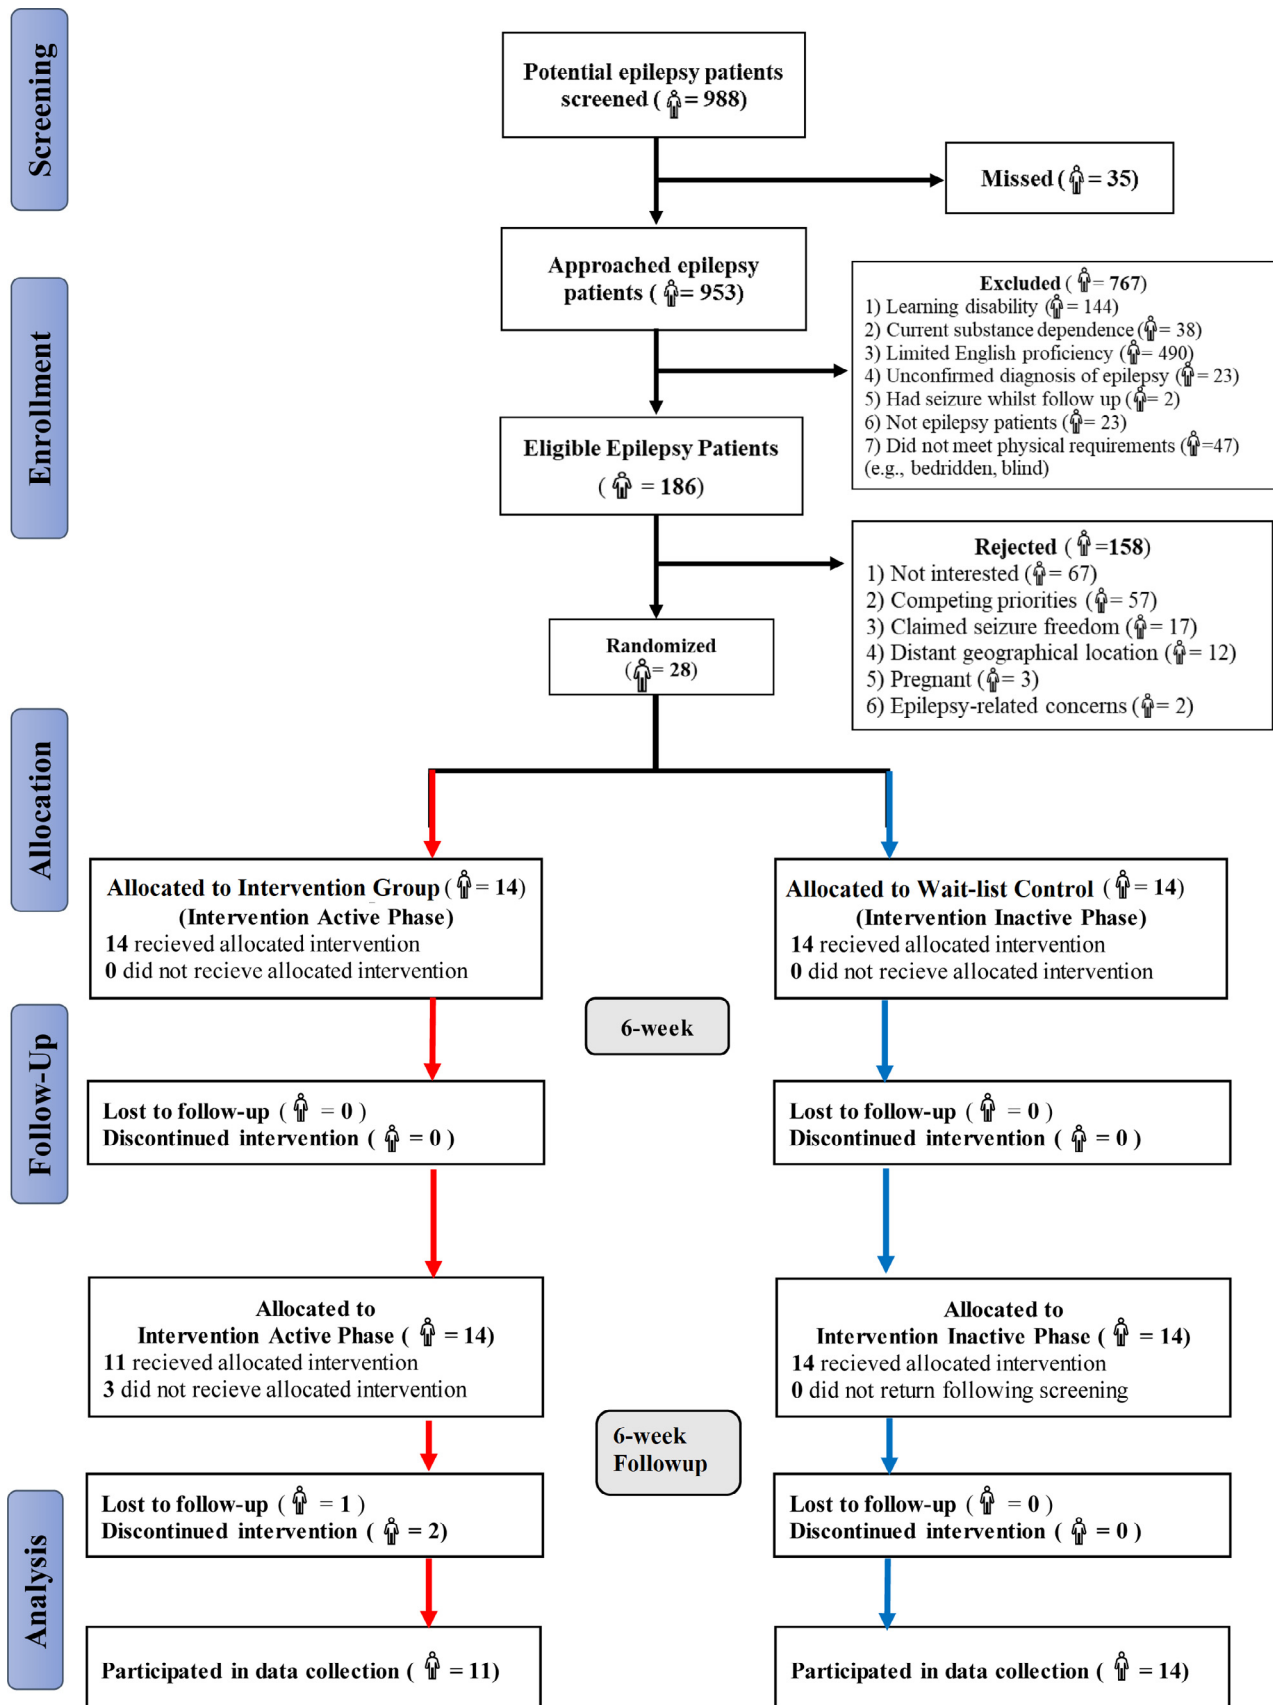 Screening
Potential epilepsy patients
screened ( = 988)
Missed ( = 35)
Enrollment
Approached epilepsy
patients ( = 953)
Excluded ( = 767)
1) Learning disability ( = 144)
2) Current substance dependence ( = 38)
3) Limited English proficiency ( = 490)
4) Unconfirmed diagnosis of epilepsy ( = 23)
5) Had seizure whilst follow up ( = 2)
6) Not epilepsy patients ( = 23)
7) Did not meet physical requirements ( =47)
(e.g., bedridden, blind)
Eligible Epilepsy Patients
( = 186)
Rejected ( =158)
1) Not interested ( = 67)
2) Competing priorities ( = 57)
3) Claimed seizure freedom ( = 17)
4) Distant geographical location ( = 12)
5) Pregnant ( = 3)
6) Epilepsy-related concerns ( = 2)
Randomized
( = 28)
Allocation
Allocated to Intervention Group ( = 14)
(Intervention Active Phase)
14 recieved allocated intervention
0 did not recieve allocated intervention
Allocated to Wait-list Control ( = 14)
(Intervention Inactive Phase)
14 recieved allocated intervention
0 did not recieve allocated intervention
6-week
Follow-Up
Lost to follow-up ( = 0 )
Discontinued intervention ( = 0 )
Lost to follow-up ( = 0)
Discontinued intervention ( = 0 )
Allocated to
Intervention Active Phase ( = 14)
11 recieved allocated intervention
3 did not recieve allocated intervention
Allocated to
Intervention Inactive Phase ( = 14)
14 recieved allocated intervention
0 did not return following screening
6-week
Followup
Analysis
Lost to follow-up ( = 1 )
Discontinued intervention ( = 2)
Lost to follow-up ( = 0)
Discontinued intervention ( = 0 )
Participated in data collection ( = 11)
Participated in data collection ( = 14)